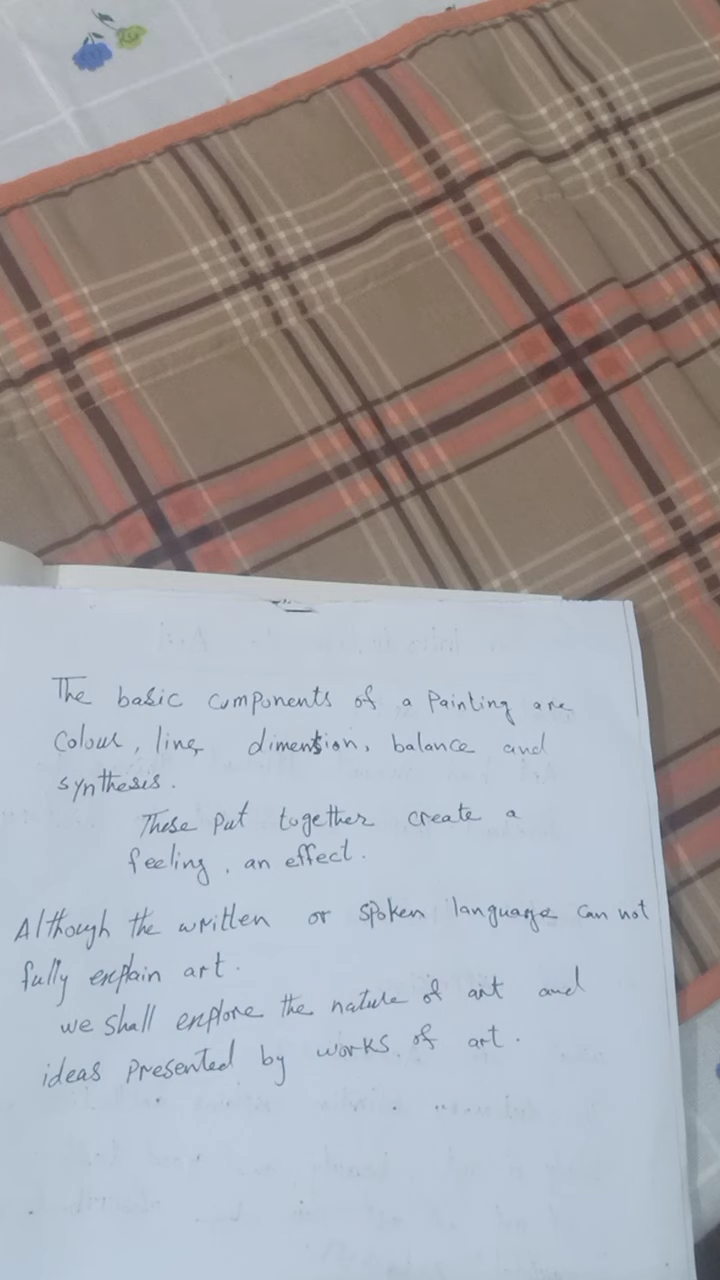 The basic components of a Painting are
Colour, line, dimension, balance and
synthesis.
These put together create a
feeling, an effect.
Although the written or spoken language can not
fully explain art.
we shall explore the nature of art and
ideas presented by works of art.